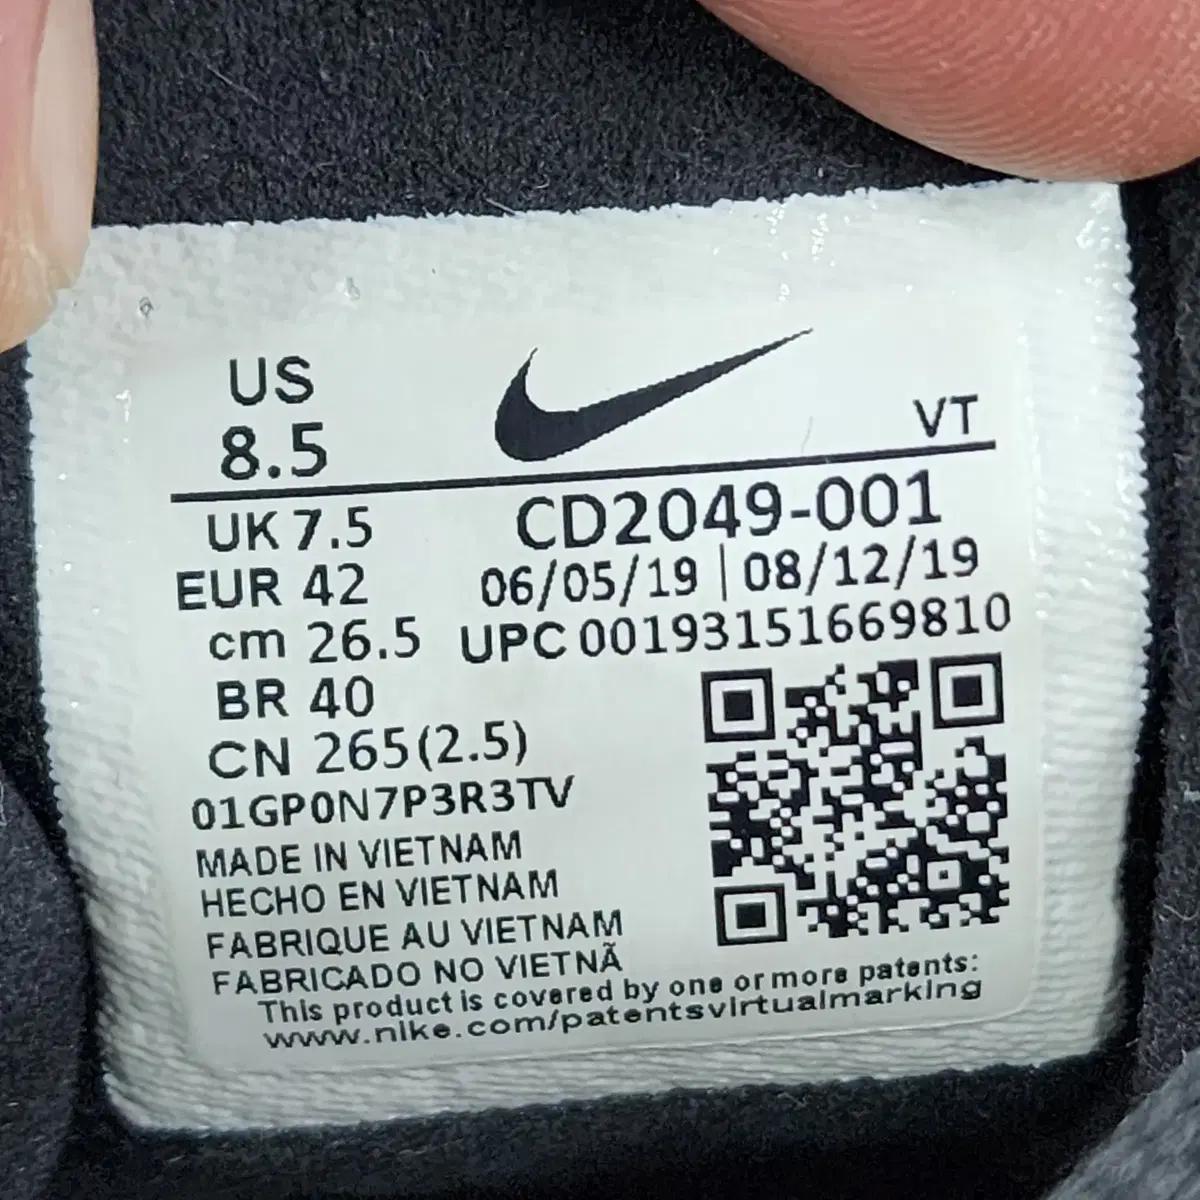 US
8.5
VT
UK 7.5
CD2049-001
EUR 42
06/05/19 | 08/12/19
cm 26.5
UPC 00193151669810
BR 40
CN 265(2.5)
01GP0N7P3R3TV
MADE IN VIETNAM
HECHO EN VIETNAM
FABRIQUE AU VIETNAM
FABRICADO NO VIETNÃ
This product is covered by one or more patents:
www.nike.com/patentsvirtualmarking